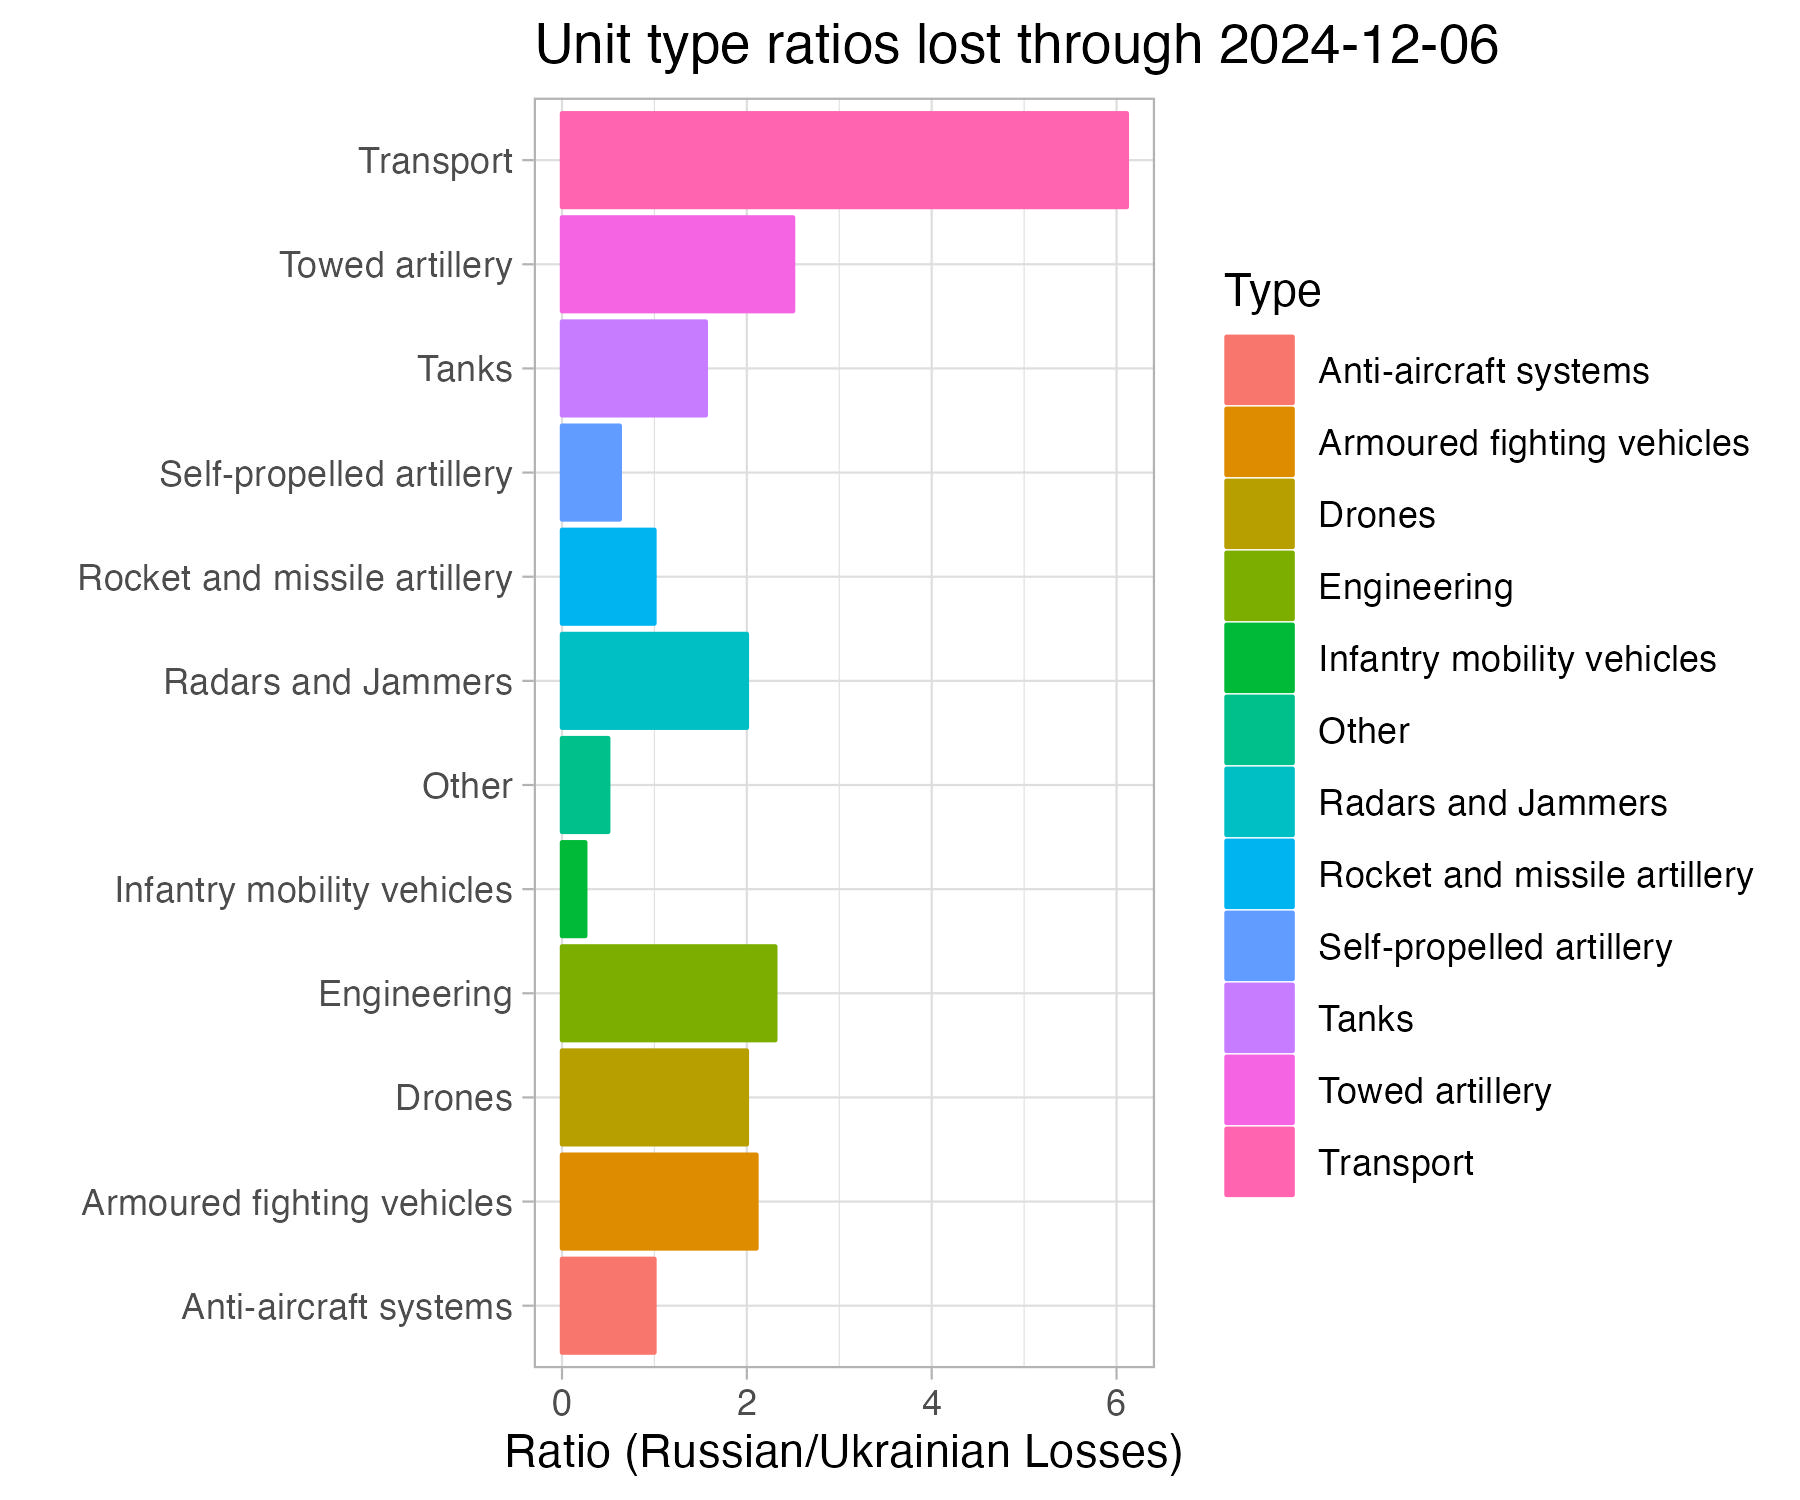 Unit type ratios lost through 2024-12-06
Transport
Towed artillery
Tanks
Self-propelled artillery
Rocket and missile artillery
Radars and Jammers
Other
Infantry mobility vehicles
Engineering
Drones
Armoured fighting vehicles
Anti-aircraft systems
0 2 4 6
Ratio (Russian/Ukrainian Losses)
Type
Anti-aircraft systems
Armoured fighting vehicles
Drones
Engineering
Infantry mobility vehicles
Other
Radars and Jammers
Rocket and missile artillery
Self-propelled artillery
Tanks
Towed artillery
Transport